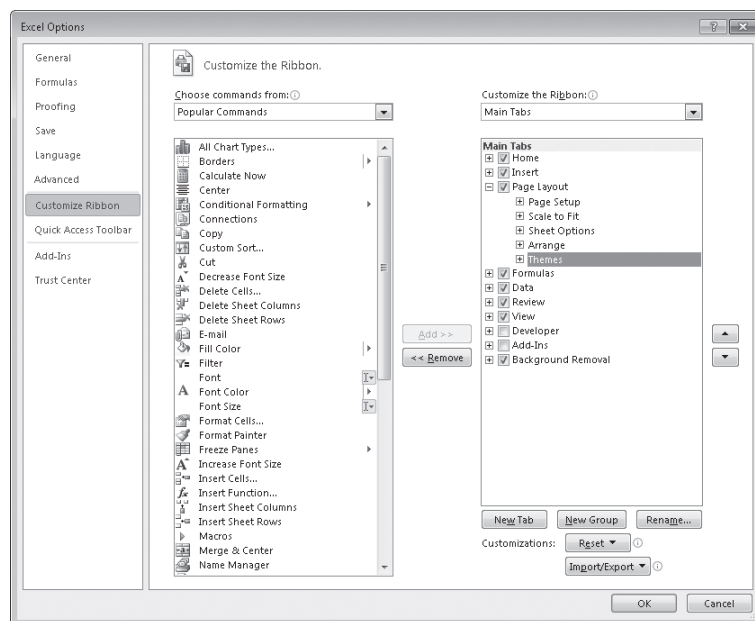 Excel Options
General
Formulas
Proofing
Save
Language
Advanced
Customize Ribbon
Quick Access Toolbar
Add-Ins
Trust Center
Customize the Ribbon.
Choose commands from:
Popular Commands
All Chart Types...
Borders
Calculate Now
Center
Conditional Formatting
Connections
Copy
Custom Sort...
Cut
Decrease Font Size
Delete Cells...
Delete Sheet Columns
Delete Sheet Rows
E-mail
Fill Color
Filter
Font
Font Color
Font Size
Format Cells...
Format Painter
Freeze Panes
Increase Font Size
Insert Cells...
Insert Function...
Insert Sheet Columns
Insert Sheet Rows
Macros
Merge & Center
Name Manager
Add >>
<< Remove
Customize the Ribbon:
Main Tabs
Main Tabs
Home
Insert
Page Layout
Page Setup
Scale to Fit
Sheet Options
Arrange
Themes
Formulas
Data
Review
View
Developer
Add-Ins
Background Removal
New Tab New Group Rename...
Customizations: Reset
Import/Export
OK Cancel